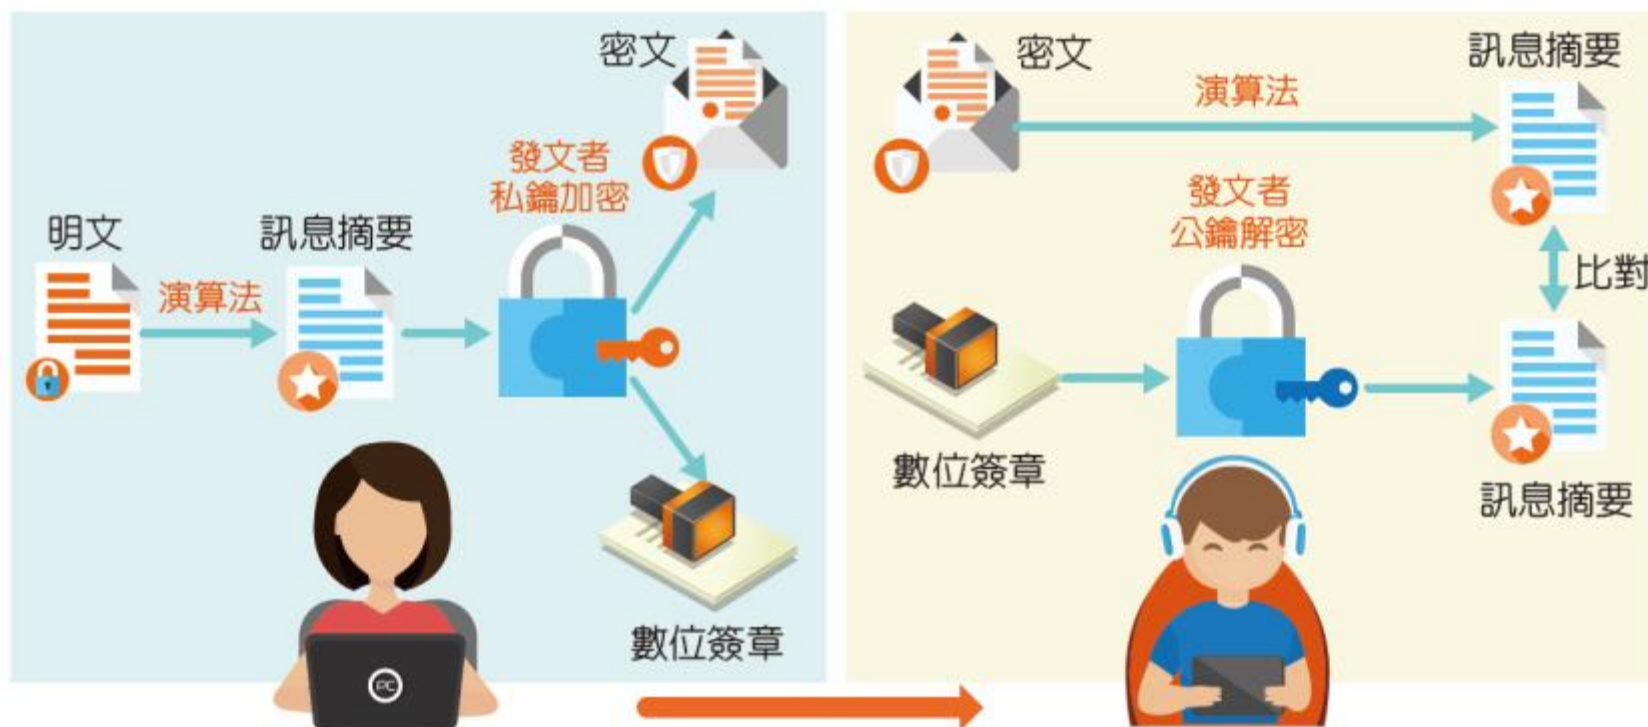 密文
發文者
私鑰加密
明文
訊息摘要
演算法
數位簽章
PC
密文
演算法
訊息摘要
發文者
公鑰解密
比對
數位簽章
訊息摘要